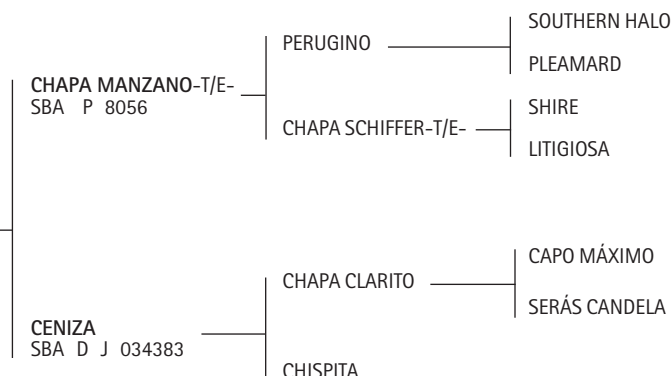 SOUTHERN HALO
PERUGINO
PLEAMARD
CHAPA MANZANO-T/E-
SBA P 8056
SHIRE
CHAPA SCHIFFER-T/E-
LITIGIOSA
CAPO MÁXIMO
CHAPA CLARITO
SERÁS CANDELA
CENIZA
SBA D J 034383
CHISPITA